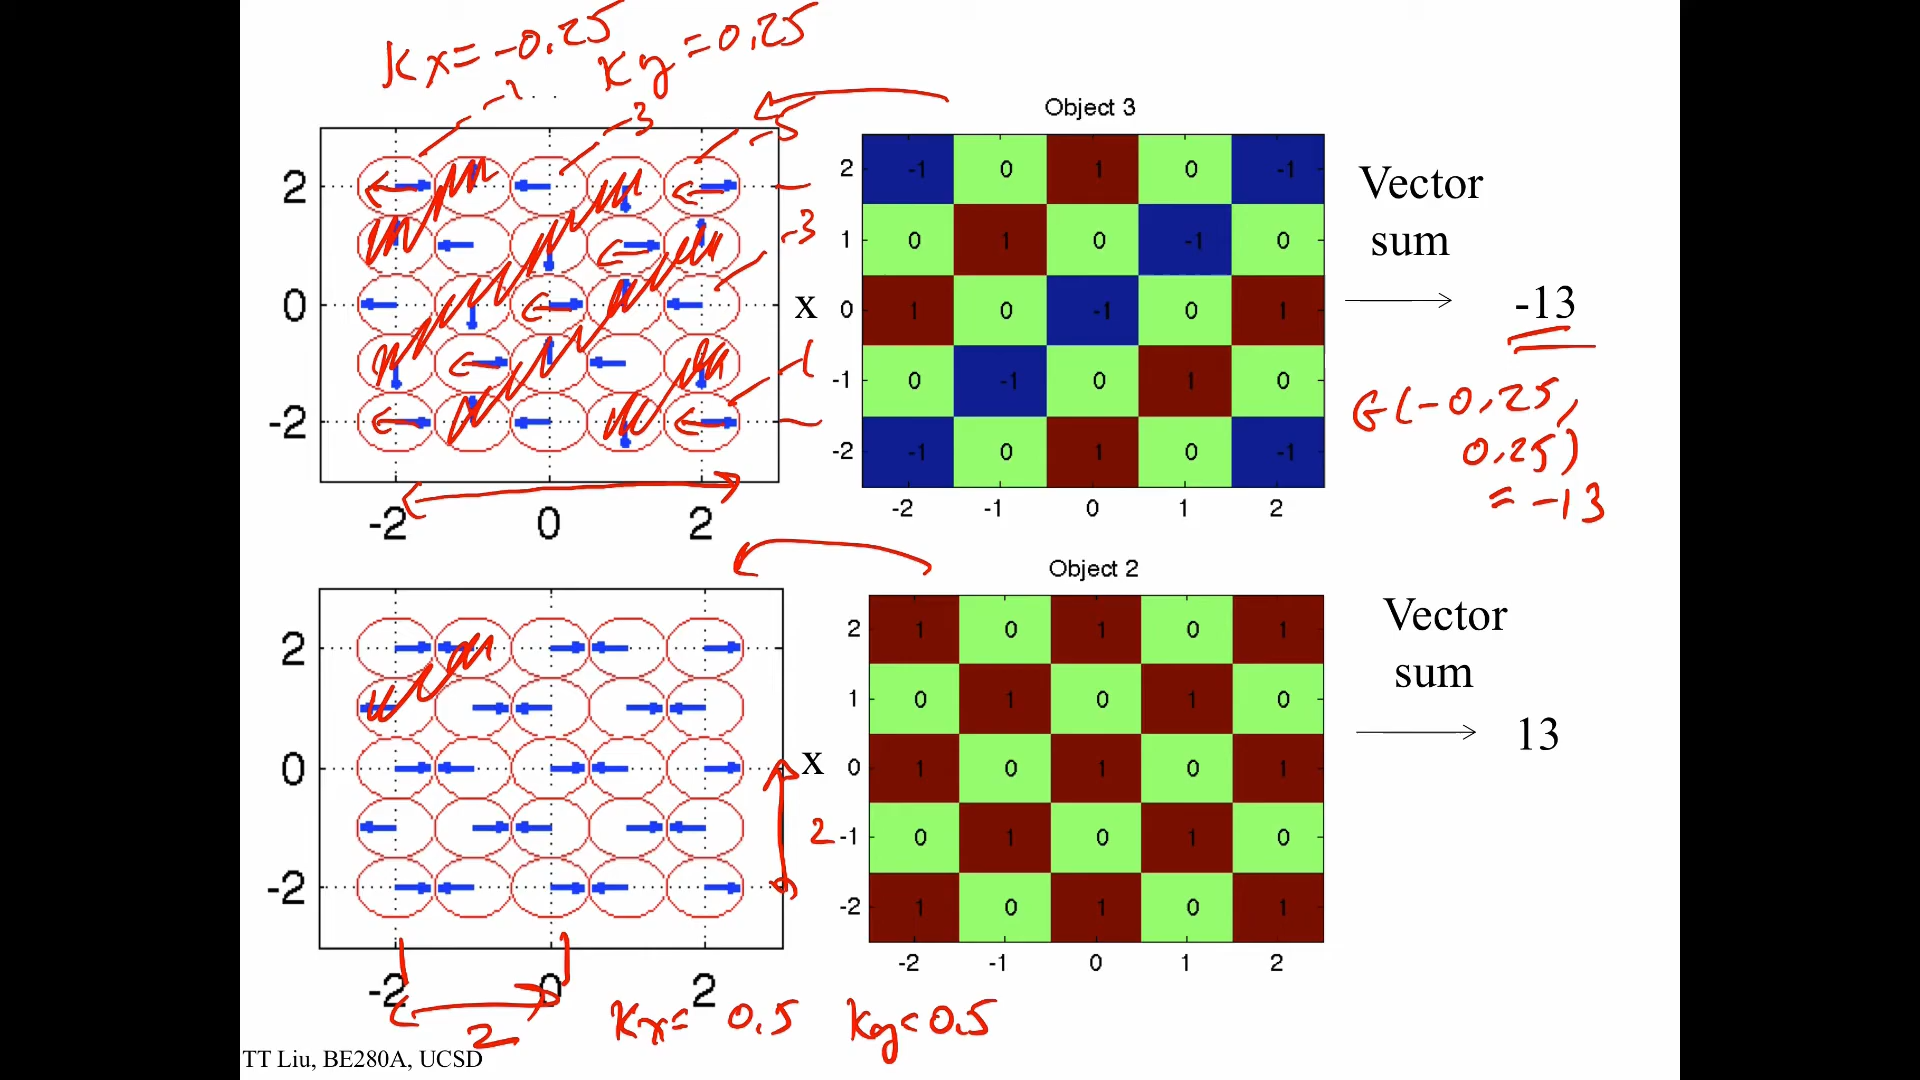 Kx=-0.25 Ky=0.25
-1 -3 -5
Object 3
2
1
0
-1
-2
-1 0 1 0 -1
0 1 0 -1 0
1 0 -1 0 1
0 -1 0 1 0
-1 0 1 0 -1
-2 -1 0 1 2
2
0
-2
-2 0 2
x
-3
-1
Vector
sum
-13
G(-0.25,
0.25)
= -13
Object 2
2
1
0
-1
-2
1 0 1 0 1
0 1 0 1 0
1 0 1 0 1
0 1 0 1 0
1 0 1 0 1
-2 -1 0 1 2
2
0
-2
-2 0 2
x
2
2
Vector
sum
13
Kx= 0.5 Ky= 0.5
TT Liu, BE280A, UCSD